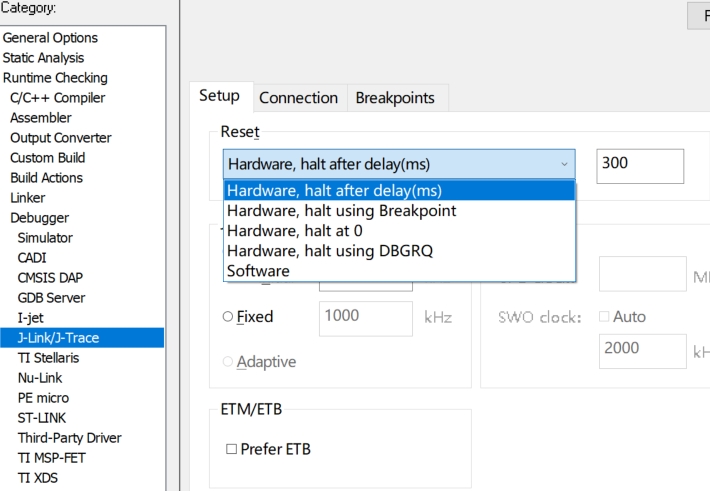 Category:
General Options
Static Analysis
Runtime Checking
C/C++ Compiler
Assembler
Output Converter
Custom Build
Build Actions
Linker
Debugger
Simulator
CADI
CMSIS DAP
GDB Server
I-jet
J-Link/J-Trace
TI Stellaris
Nu-Link
PE micro
ST-LINK
Third-Party Driver
TI MSP-FET
TI XDS
F
Setup Connection Breakpoints
Reset
Hardware, halt after delay(ms) 300
Hardware, halt after delay(ms)
Hardware, halt using Breakpoint
Hardware, halt at 0
Hardware, halt using DBGRQ
Software
Fixed 1000 kHz
Adaptive
SWO clock: Auto
2000
ETM/ETB
Prefer ETB